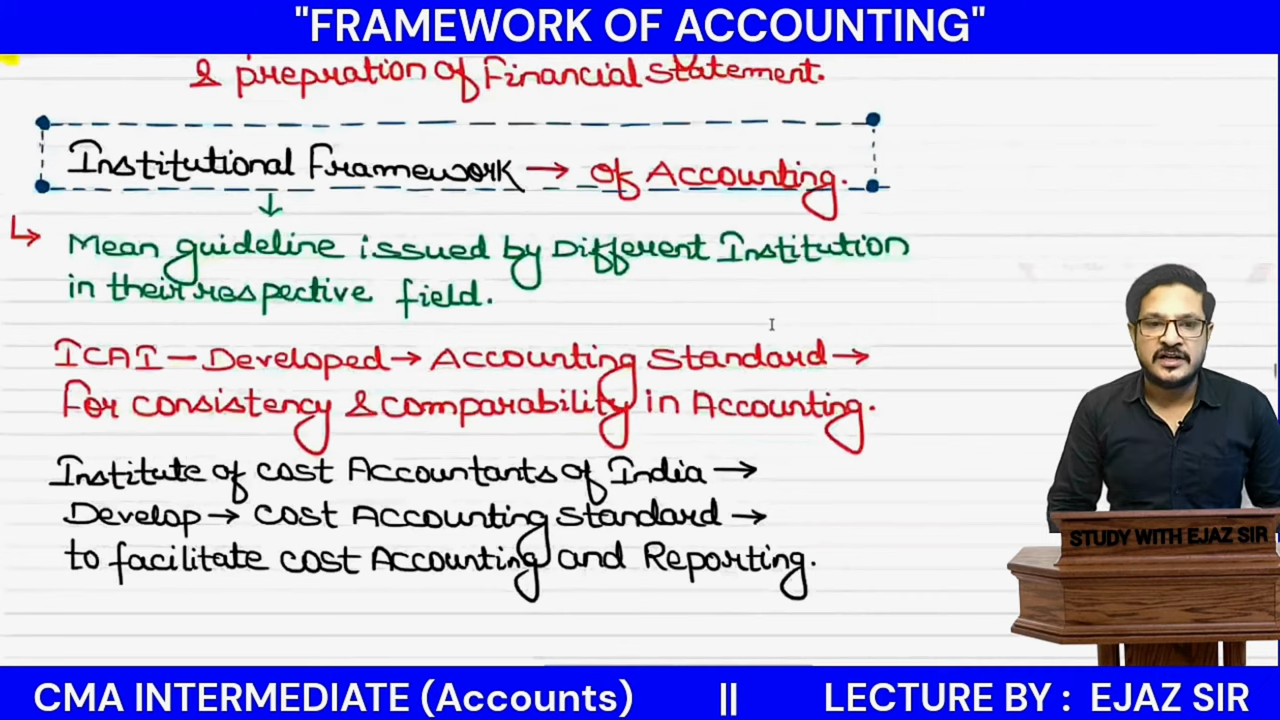 "FRAMEWORK OF ACCOUNTING"
& prepration of Financial Statement.
Institutional Framework → of Accounting.
↓
↳ Mean guideline issued by Different Institution
in their respective field.
ICAI – Developed → Accounting Standard →
For consistency & comparability in Accounting.
Institute of cost Accountants of India →
Develop → cost Accounting standard →
to facilitate cost Accounting and Reporting.
STUDY WITH EJAZ SIR
CMA INTERMEDIATE (Accounts) || LECTURE BY : EJAZ SIR